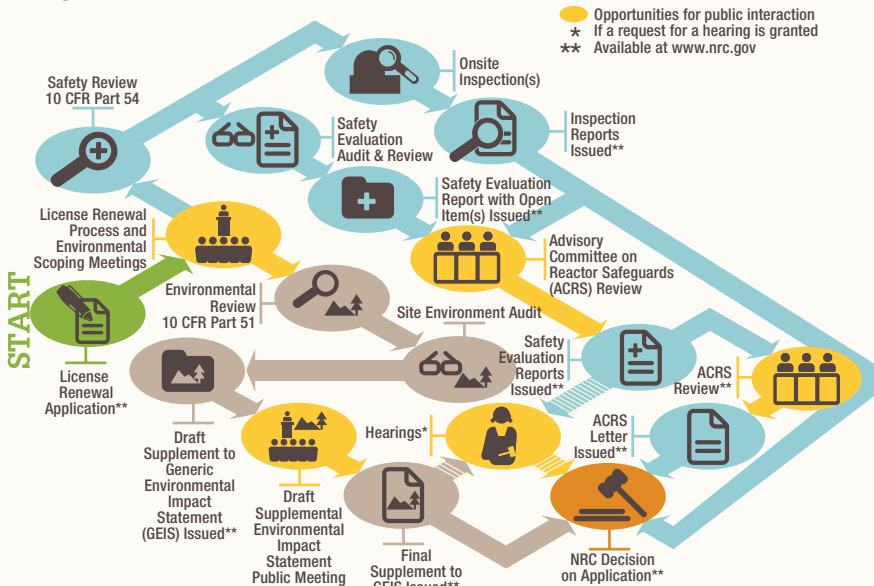 Opportunities for public interaction
* If a request for a hearing is granted
** Available at www.nrc.gov
Safety Review
10 CFR Part 54
Onsite
Inspection(s)
Safety
Evaluation
Audit & Review
Inspection
Reports
Issued**
Safety Evaluation
Report with Open
Item(s) Issued**
License Renewal
Process and
Environmental
Scoping Meetings
Advisory
Committee on
Reactor Safeguards
(ACRS) Review
START
Environmental
Review
10 CFR Part 51
Site Environment Audit
Safety
Evaluation
Reports
Issued**
License
Renewal
Application**
ACRS
Review**
Draft
Supplement to
Generic
Environmental
Impact
Statement
(GEIS) Issued**
Hearings*
ACRS
Letter
Issued**
Draft
Supplemental
Environmental
Impact
Statement
Public Meeting
Final
Supplement to
GEIS Issued**
NRC Decision
on Application**